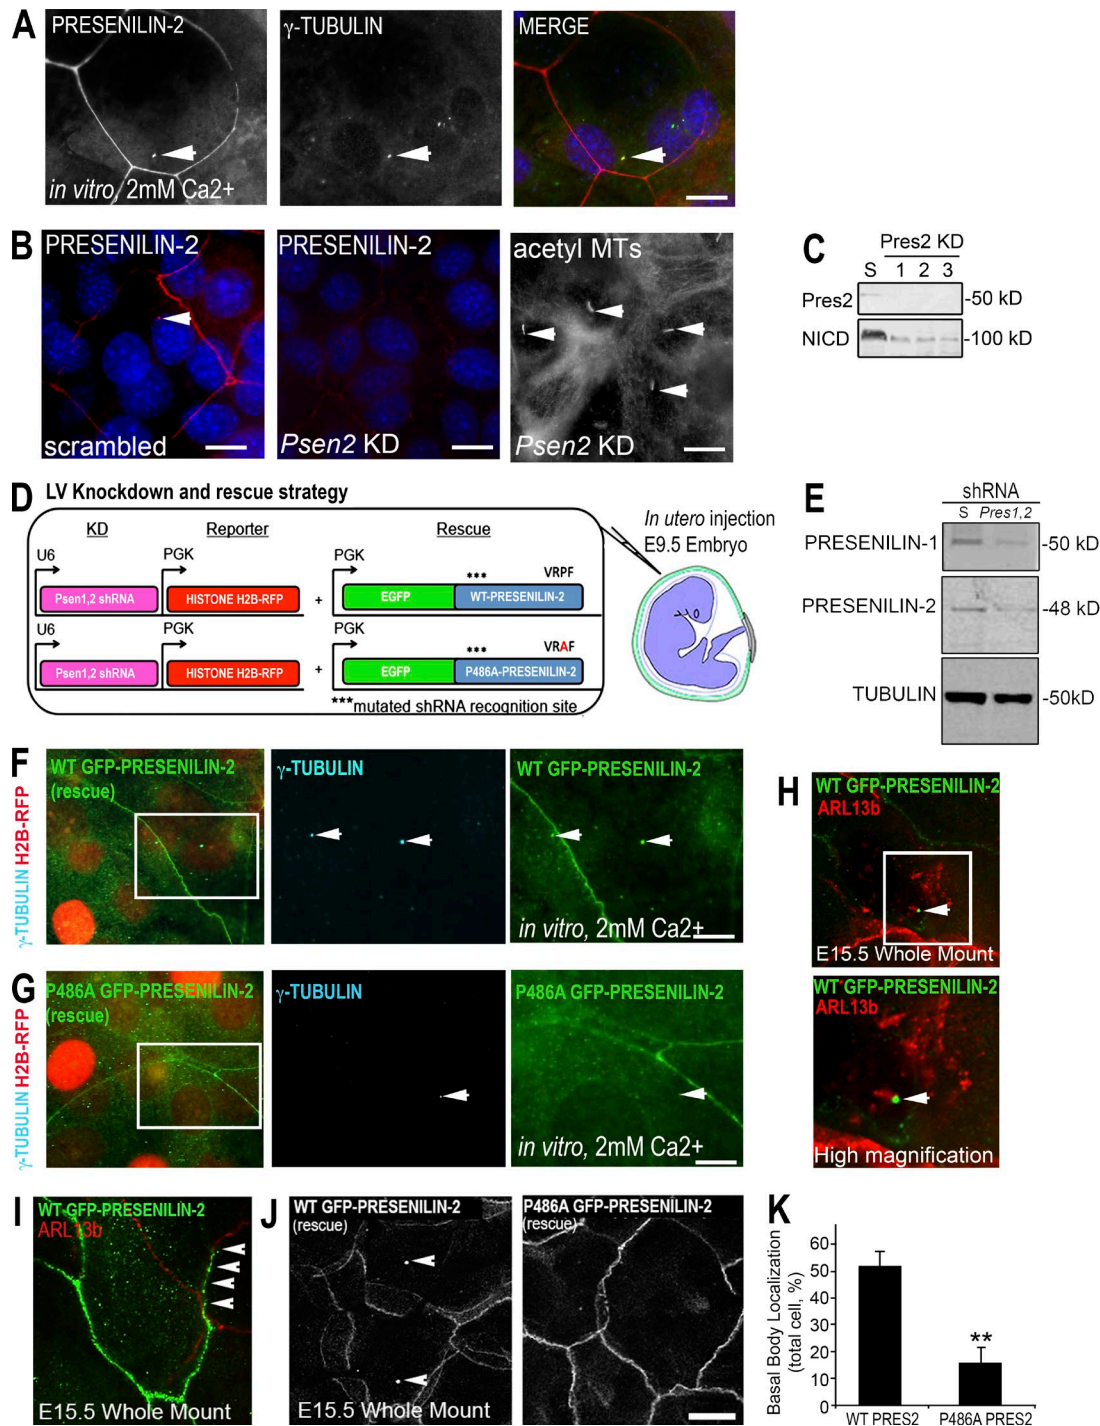 A
PRESENILIN-2
γ-TUBULIN
MERGE
in vitro, 2mM Ca2+
B
PRESENILIN-2
PRESENILIN-2
acetyl MTs
scrambled
Psen2 KD
Psen2 KD
C
Pres2 KD
S 1 2 3
Pres2
-50 kD
NICD
-100 kD
D LV Knockdown and rescue strategy
KD
Reporter
Rescue
U6
PGK
PGK
*** VRPF
Psen1,2 shRNA
HISTONE H2B-RFP
+
EGFP
WT-PRESENILIN-2
U6
PGK
PGK
*** VRAF
Psen1,2 shRNA
HISTONE H2B-RFP
+
EGFP
P486A-PRESENILIN-2
***mutated shRNA recognition site
In utero injection
E9.5 Embryo
E
shRNA
S Pres1,2
PRESENILIN-1
-50 kD
PRESENILIN-2
-48 kD
TUBULIN
-50kD
F
γ-TUBULIN H2B-RFP
WT GFP-PRESENILIN-2
(rescue)
γ-TUBULIN
WT GFP-PRESENILIN-2
in vitro, 2mM Ca2+
G
γ-TUBULIN H2B-RFP
P486A GFP-PRESENILIN-2
(rescue)
γ-TUBULIN
P486A GFP-PRESENILIN-2
in vitro, 2mM Ca2+
H
WT GFP-PRESENILIN-2
ARL13b
E15.5 Whole Mount
WT GFP-PRESENILIN-2
ARL13b
High magnification
I
WT GFP-PRESENILIN-2
ARL13b
E15.5 Whole Mount
J
WT GFP-PRESENILIN-2
(rescue)
P486A GFP-PRESENILIN-2
(rescue)
E15.5 Whole Mount
K
Basal Body Localization
(total cell, %)
60
50
40
30
20
10
0
**
WT PRES2
P486A PRES2